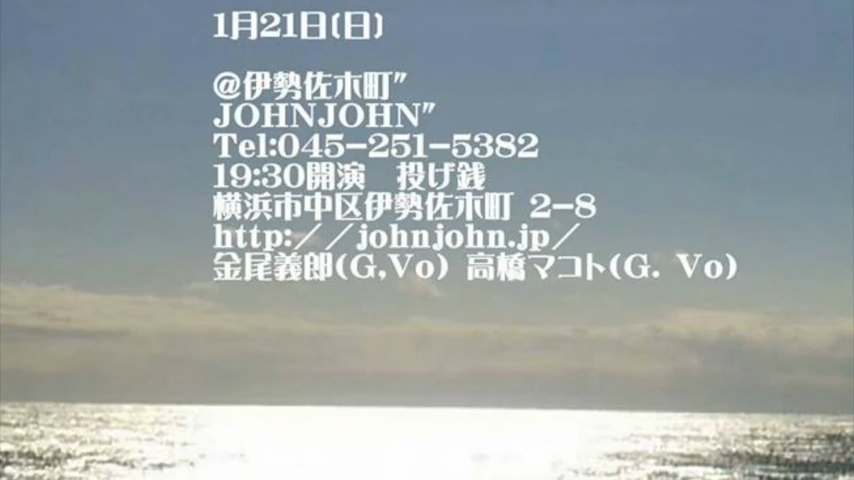 1月21日(日)
@伊勢佐木町"
JOHNJOHN"
Tel:045-251-5382
19:30開演　投げ銭
横浜市中区伊勢佐木町 2-8
http://johnjohn.jp/
金尾義郎(G,Vo) 高橋マコト(G. Vo)